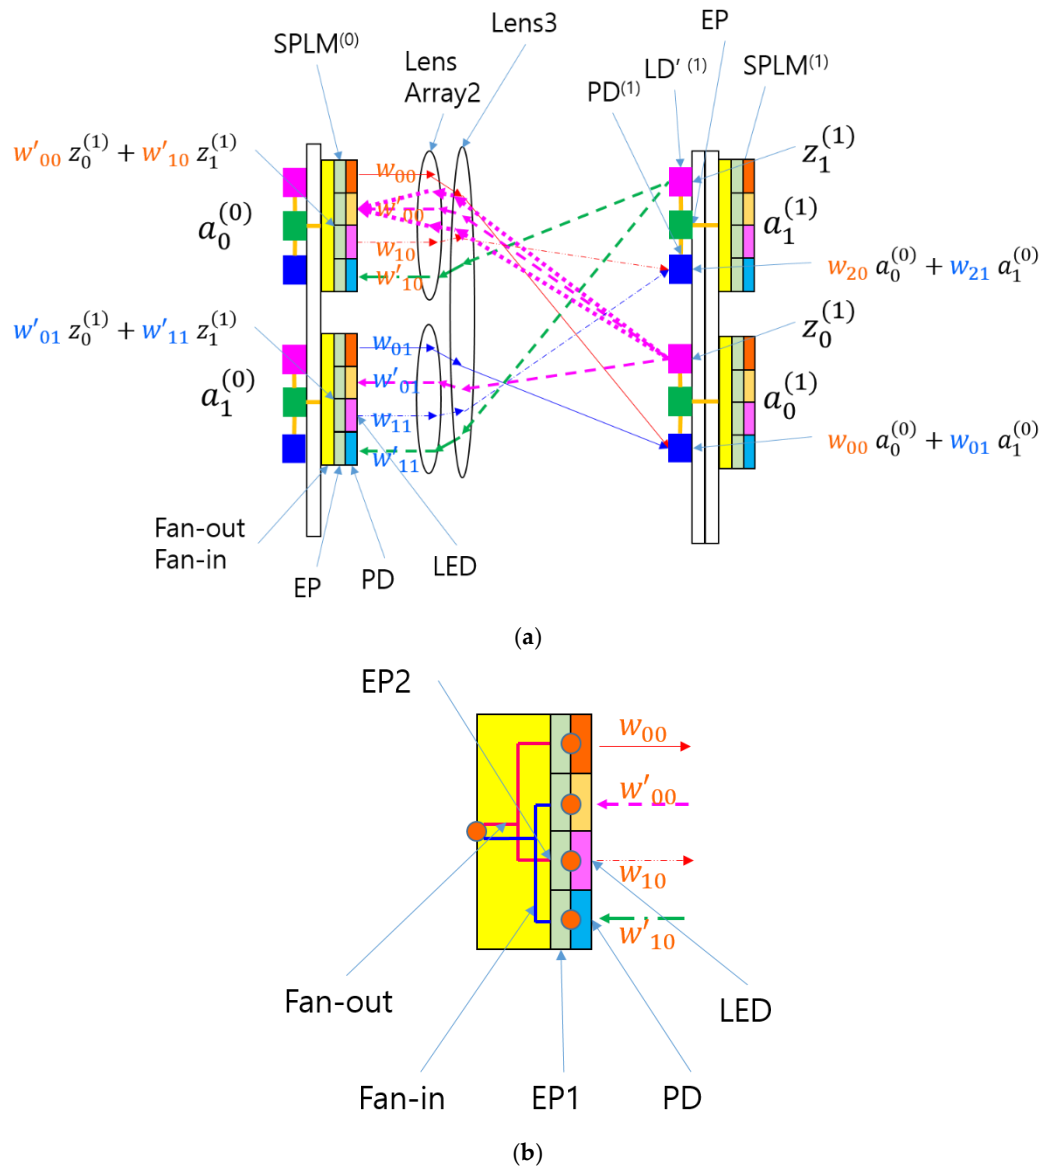 EP
Lens3
SPLM⁽⁰⁾
LD' ⁽¹⁾
SPLM⁽¹⁾
Lens
Array2
PD⁽¹⁾
w'₀₀ z₀⁽¹⁾ + w'₁₀ z₁⁽¹⁾
z₁⁽¹⁾
w₀₀
w'₀₀
a₀⁽⁰⁾
a₁⁽¹⁾
w₁₀
w'₁₀
w₂₀ a₀⁽⁰⁾ + w₂₁ a₁⁽⁰⁾
w'₀₁ z₀⁽¹⁾ + w'₁₁ z₁⁽¹⁾
z₀⁽¹⁾
w₀₁
w'₀₁
a₁⁽⁰⁾
a₀⁽¹⁾
w₁₁
w'₁₁
w₀₀ a₀⁽⁰⁾ + w₀₁ a₁⁽⁰⁾
Fan-out
Fan-in
EP
PD
LED
(a)
EP2
w₀₀
w'₀₀
w₁₀
w'₁₀
Fan-out
LED
Fan-in
EP1
PD
(b)